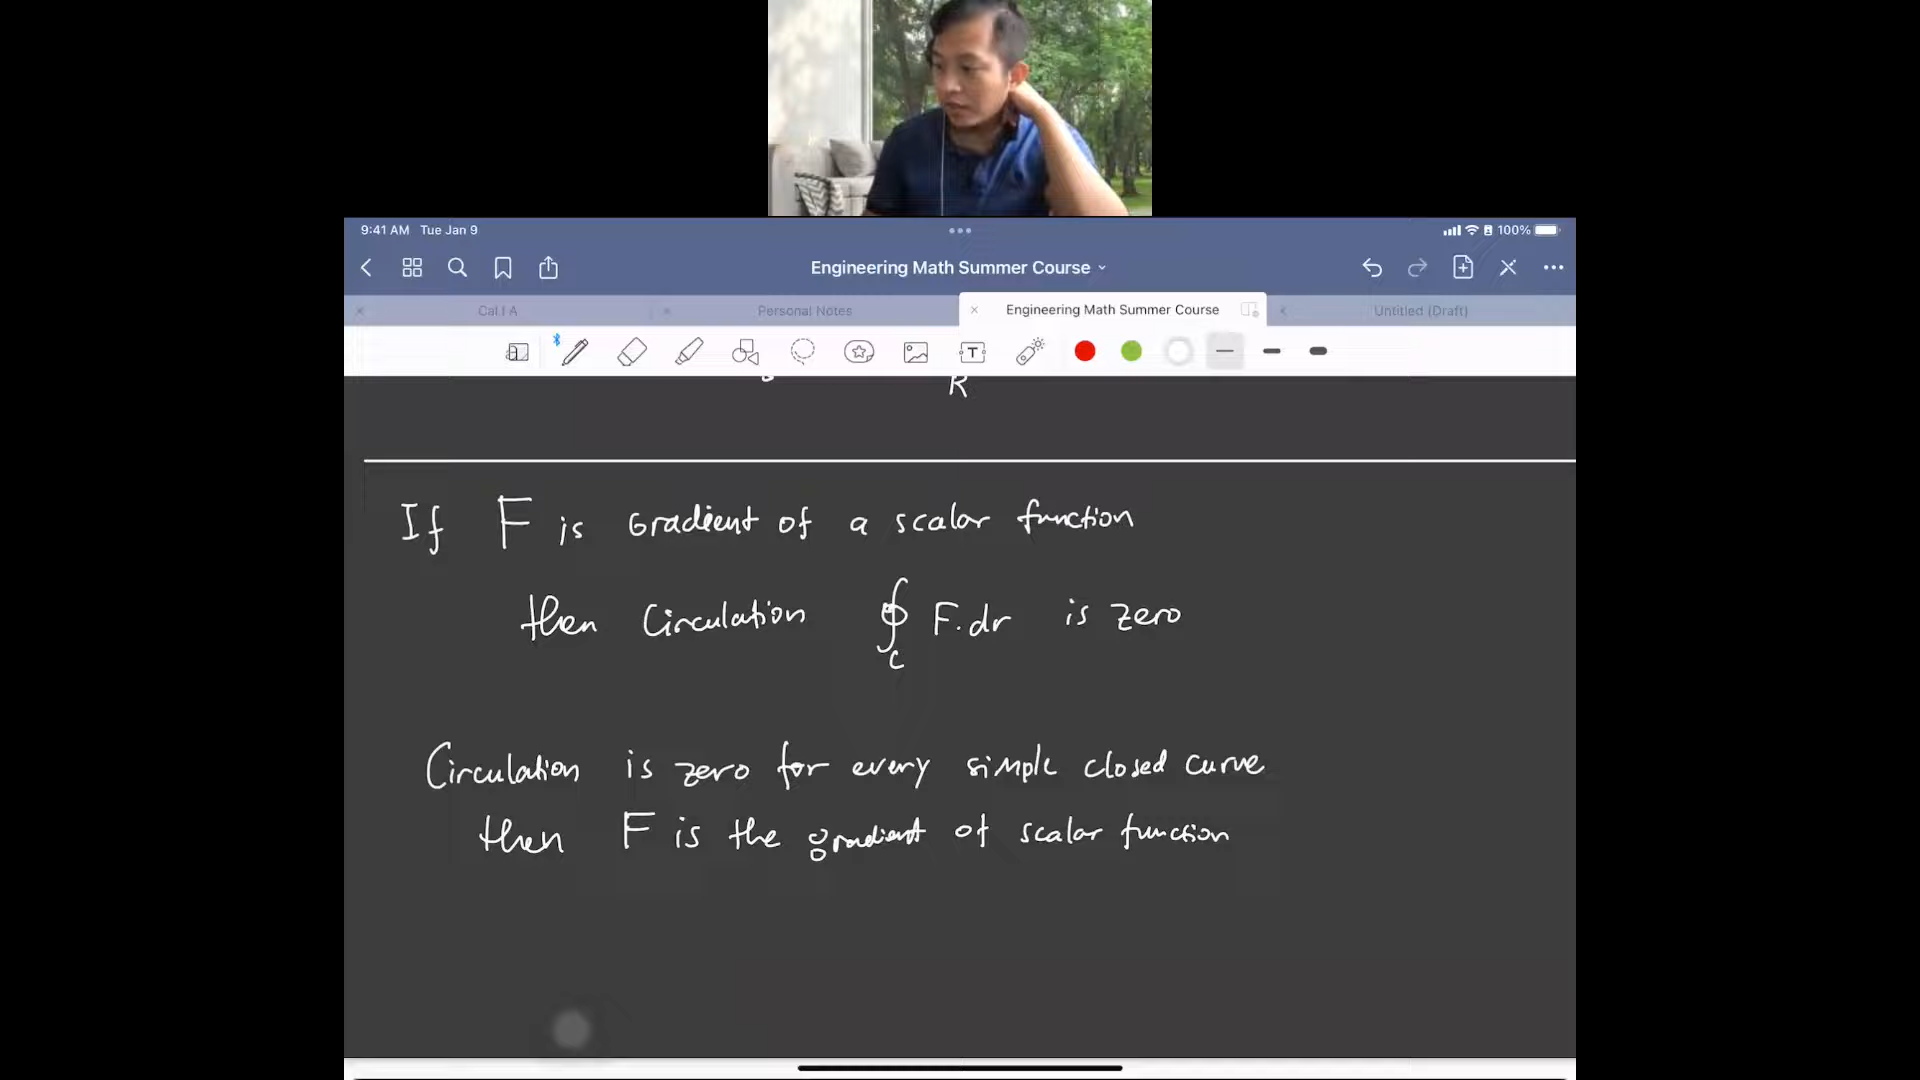 9:41 AM Tue Jan 9
100%
Engineering Math Summer Course
Cal I A
Personal Notes
Engineering Math Summer Course
Untitled (Draft)
T
R
If F is Gradient of a scalar function
then Circulation ∮ F.dr is zero
C
Circulation is zero for every simple closed curve
then F is the gradient of scalar function